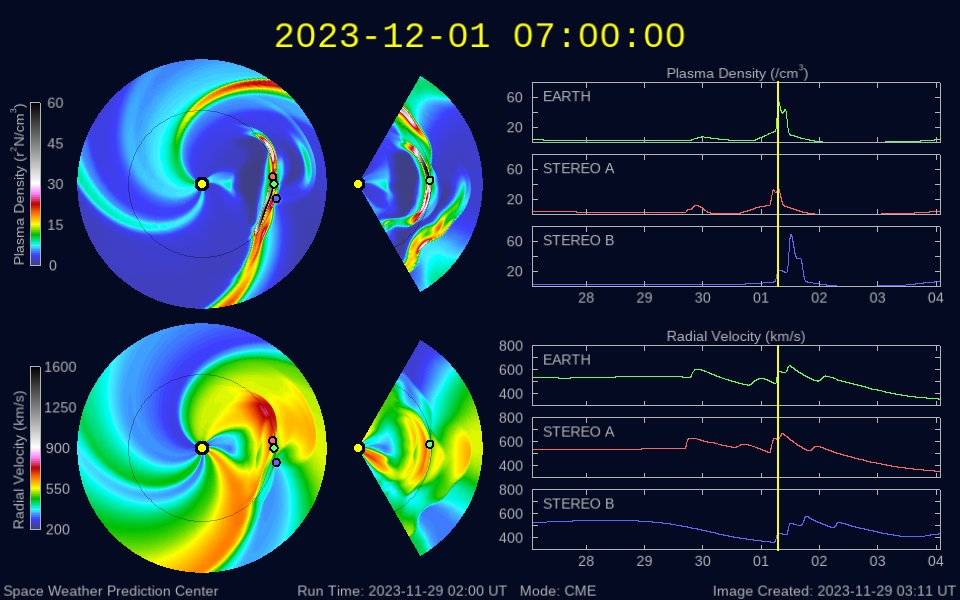 2023-12-01 07:00:00
Plasma Density (r²N/cm³)
60
45
30
15
0
Plasma Density (/cm³)
60
20
EARTH
60
20
STEREO A
60
20
STEREO B
28 29 30 01 02 03 04
Radial Velocity (km/s)
1600
1250
900
550
200
Radial Velocity (km/s)
800
600
400
EARTH
800
600
400
STEREO A
800
600
400
STEREO B
28 29 30 01 02 03 04
Space Weather Prediction Center Run Time: 2023-11-29 02:00 UT Mode: CME Image Created: 2023-11-29 03:11 UT